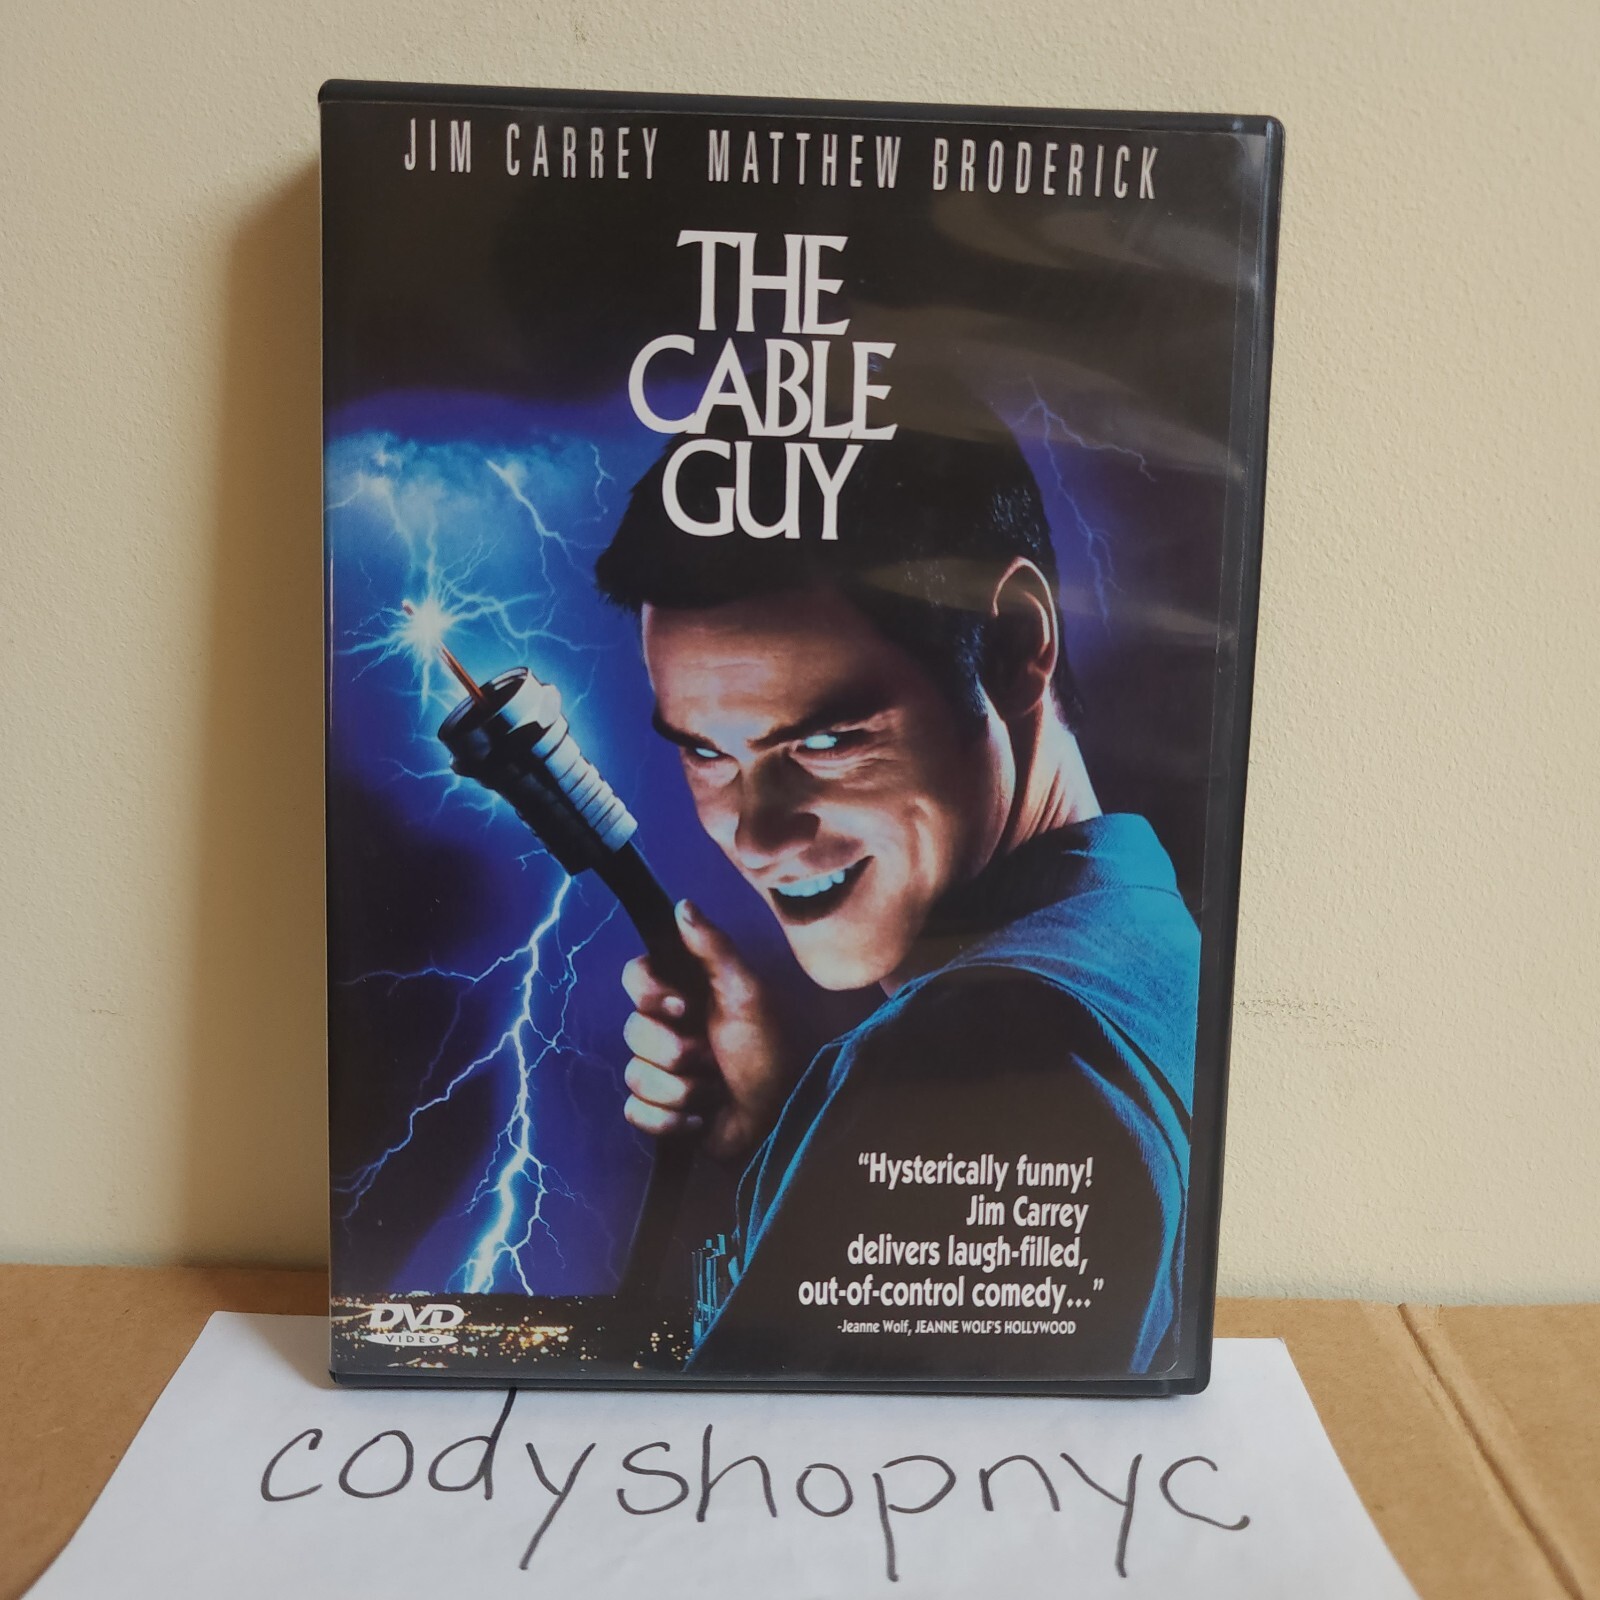 JIM CARREY MATTHEW BRODERICK
THE
CABLE
GUY
“Hysterically funny!
Jim Carrey
delivers laugh-filled,
out-of-control comedy...”
-Jeanne Wolf, JEANNE WOLF'S HOLLYWOOD
DVD
VIDEO
codyshopnyc